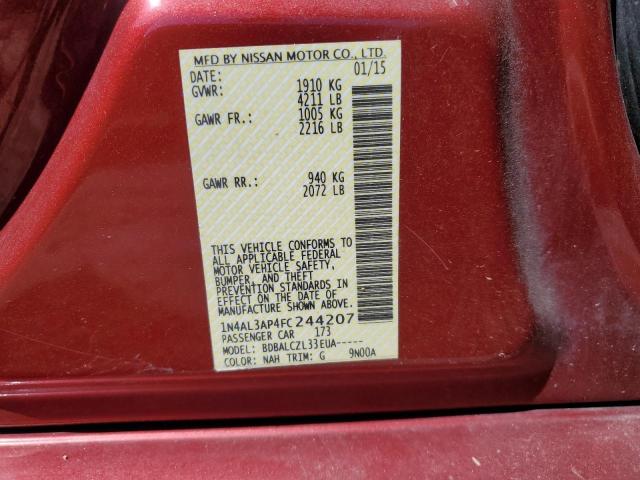 MFD BY NISSAN MOTOR CO., LTD.
DATE: 01/15
GVWR: 1910 KG
4211 LB
GAWR FR.: 1005 KG
2216 LB
GAWR RR.: 940 KG
2072 LB
THIS VEHICLE CONFORMS TO
ALL APPLICABLE FEDERAL
MOTOR VEHICLE SAFETY,
BUMPER, AND THEFT
PREVENTION STANDARDS IN
EFFECT ON THE DATE OF
MANUFACTURE SHOWN ABOVE.
1N4AL3AP4FC244207
PASSENGER CAR 173
MODEL: BDBALCZL33EUA-----
COLOR: NAH TRIM: G 9N00A